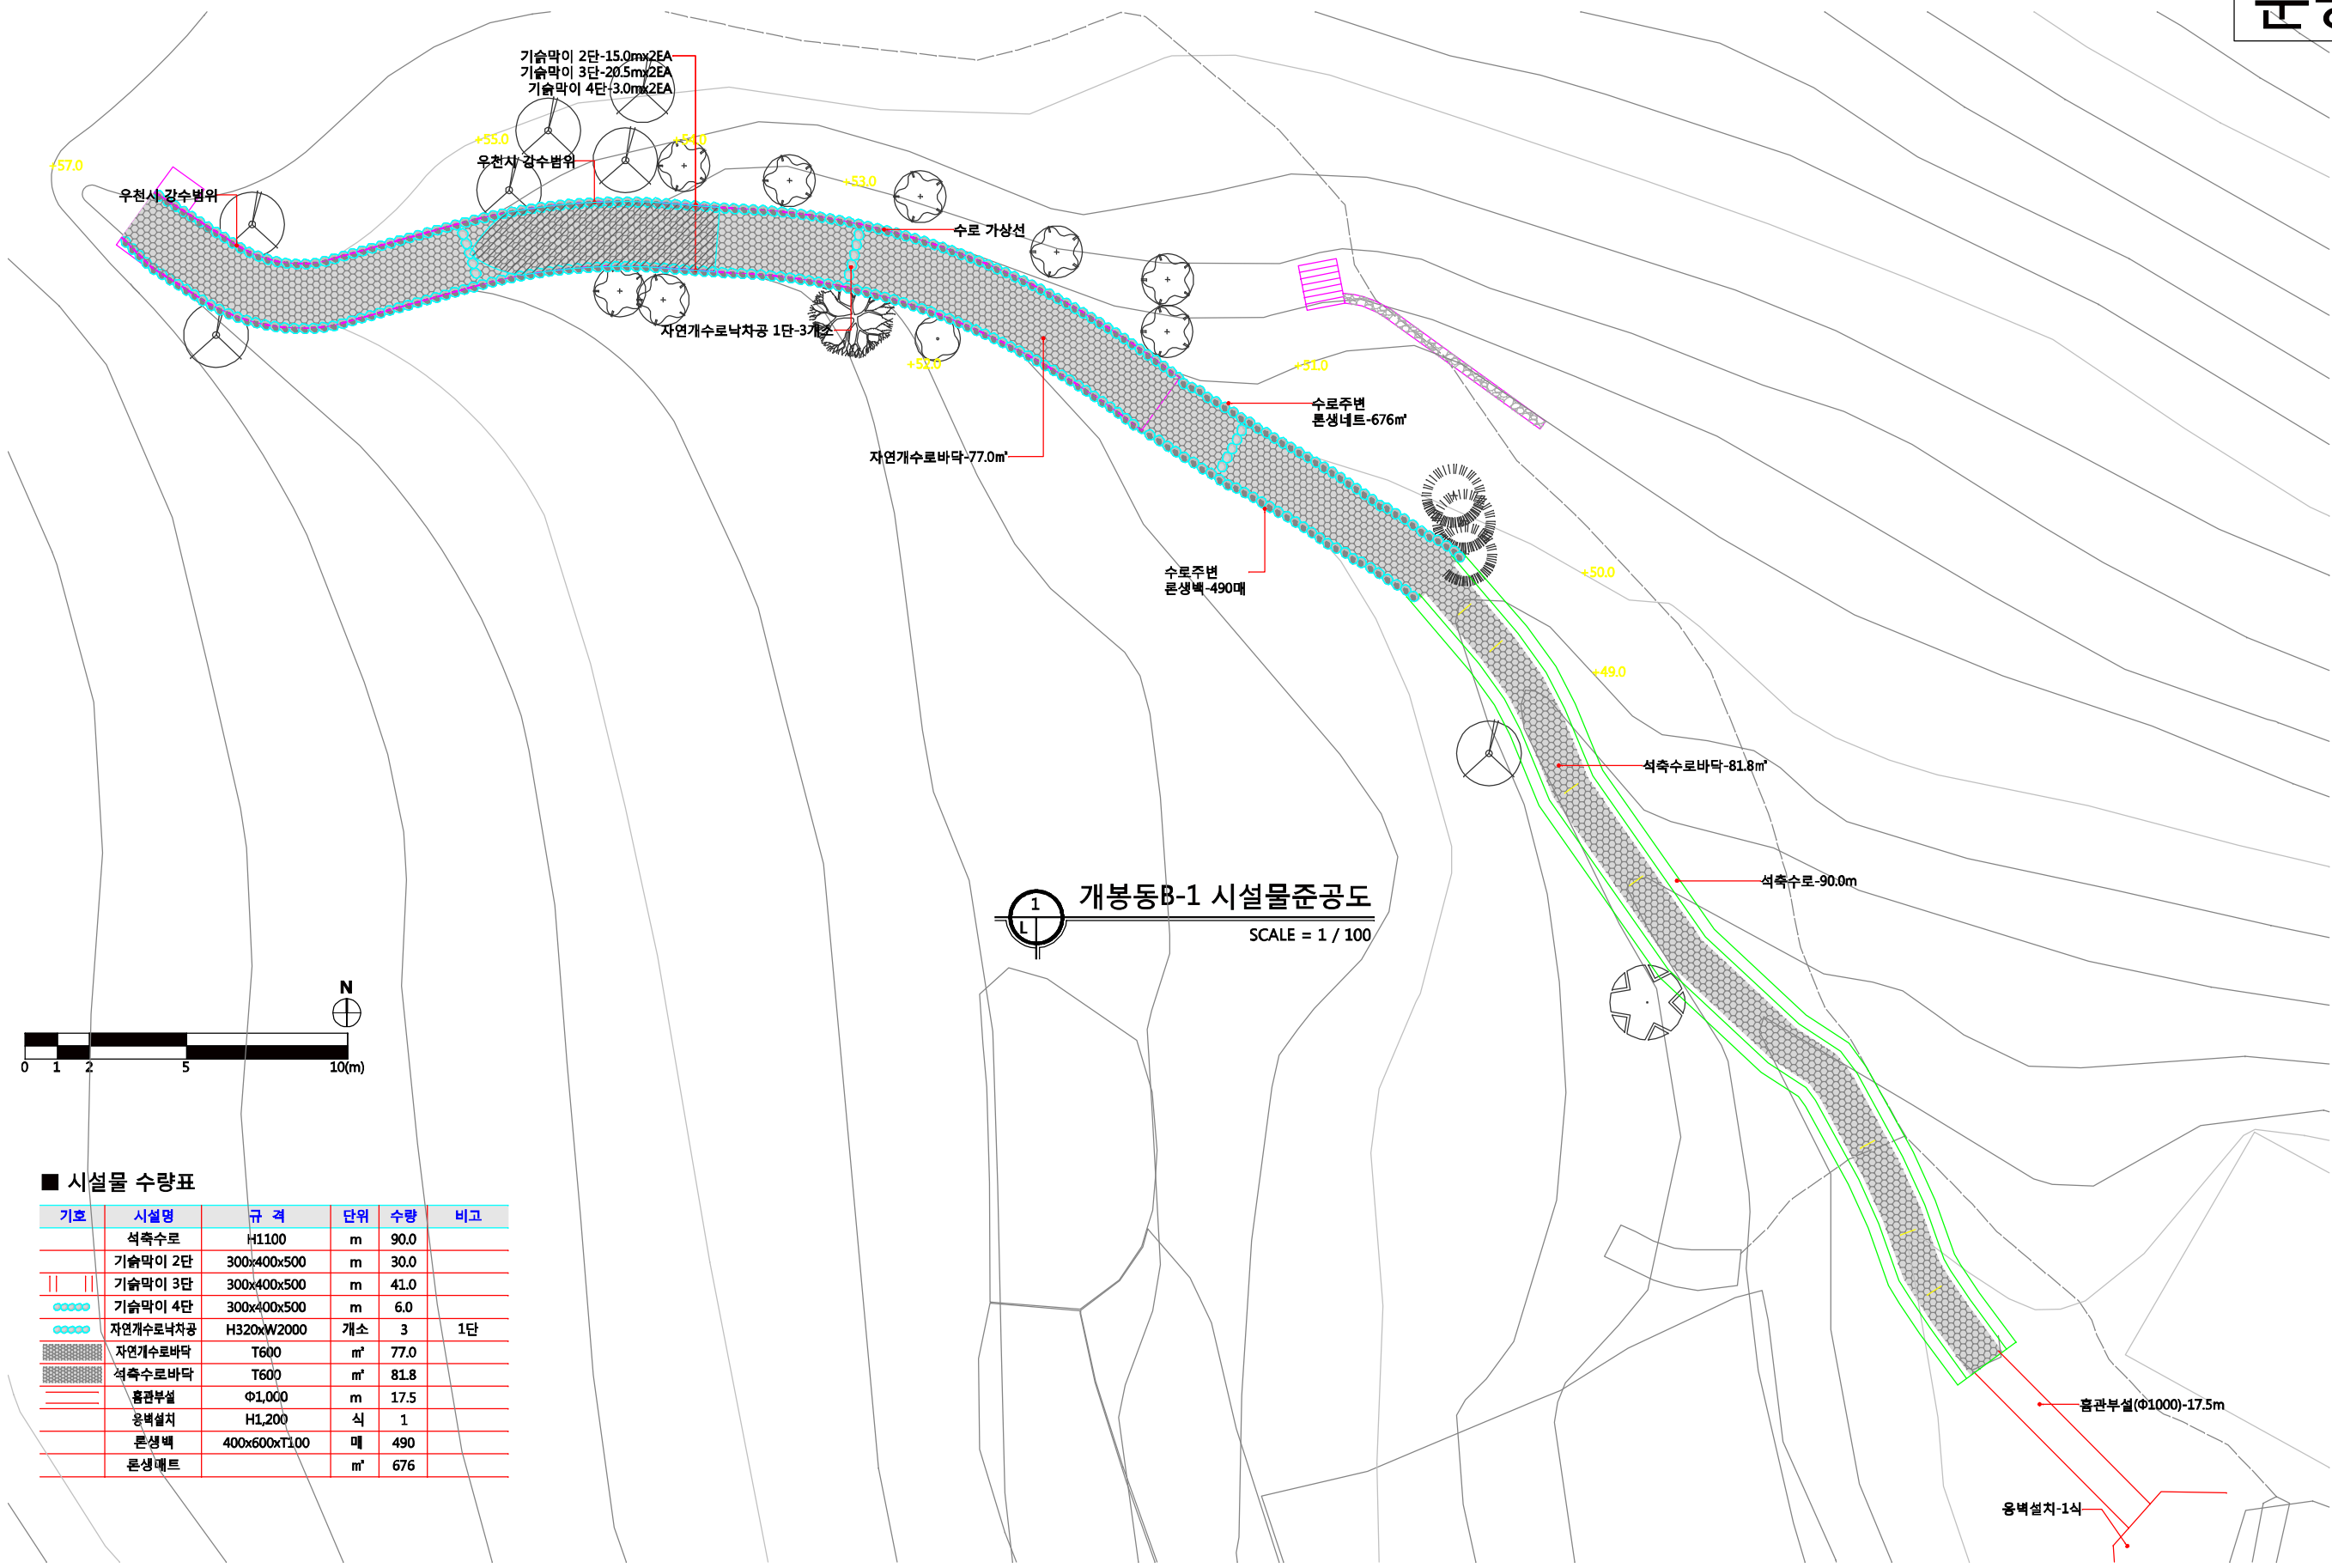 기슭막이 2단-15.0mx2EA
기슭막이 3단-20.5mx2EA
기슭막이 4단-3.0mx2EA
+57.0
+55.0
+54.0
+53.0
우천시 강수범위
우천시 강수범위
수로 가상선
자연개수로낙차공 1단-3개소
+52.0
+51.0
수로주변
론생네트-676㎡
자연개수로바닥-77.0㎡
수로주변
론생백-490매
+50.0
+49.0
석축수로바닥-81.8㎡
석축수로-90.0m
1
L
개봉동B-1 시설물준공도
SCALE = 1 / 100
N
0 1 2 5 10(m)
■ 시설물 수량표
기호 시설명 규 격 단위 수량 비고
석축수로 H1100 m 90.0
기슭막이 2단 300x400x500 m 30.0
기슭막이 3단 300x400x500 m 41.0
기슭막이 4단 300x400x500 m 6.0
자연개수로낙차공 H320xW2000 개소 3 1단
자연개수로바닥 T600 ㎡ 77.0
석축수로바닥 T600 ㎡ 81.8
흄관부설 Φ1,000 m 17.5
옹벽설치 H1,200 식 1
론생백 400x600xT100 매 490
론생매트 ㎡ 676
흄관부설(Φ1000)-17.5m
옹벽설치-1식